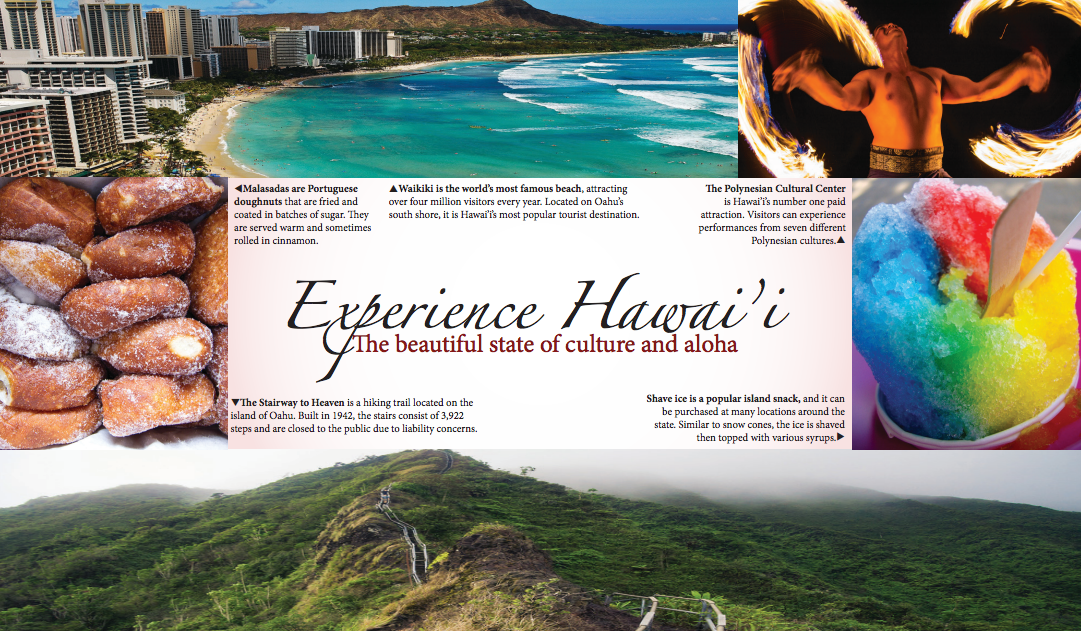 ◀Malasadas are Portuguese
doughnuts that are fried and
coated in batches of sugar. They
are served warm and sometimes
rolled in cinnamon.
▲Waikiki is the world's most famous beach, attracting
over four million visitors every year. Located on Oahu's
south shore, it is Hawai'i's most popular tourist destination.
The Polynesian Cultural Center
is Hawai'i's number one paid
attraction. Visitors can experience
performances from seven different
Polynesian cultures.▲
Experience Hawai'i
The beautiful state of culture and aloha
▼The Stairway to Heaven is a hiking trail located on the
island of Oahu. Built in 1942, the stairs consist of 3,922
steps and are closed to the public due to liability concerns.
Shave ice is a popular island snack, and it can
be purchased at many locations around the
state. Similar to snow cones, the ice is shaved
then topped with various syrups.▶